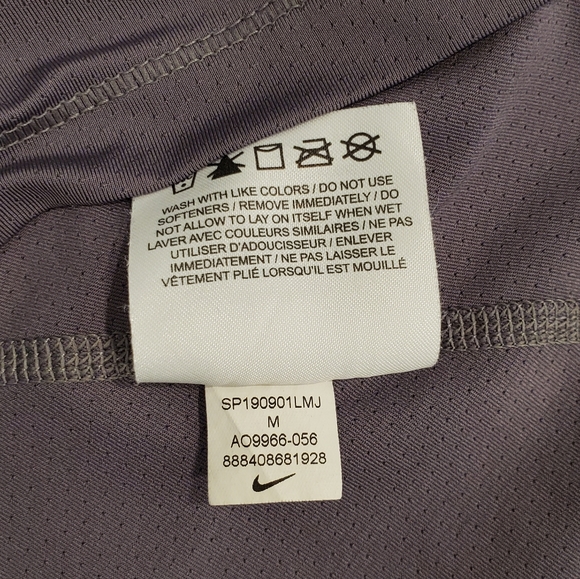 WASH WITH LIKE COLORS / DO NOT USE
SOFTENERS / REMOVE IMMEDIATELY / DO
NOT ALLOW TO LAY ON ITSELF WHEN WET
LAVER AVEC COULEURS SIMILAIRES / NE PAS
UTILISER D'ADOUCISSEUR / ENLEVER
IMMEDIATEMENT / NE PAS LAISSER LE
VÊTEMENT PLIÉ LORSQU'IL EST MOUILLÉ
SP190901LMJ
M
AO9966-056
888408681928